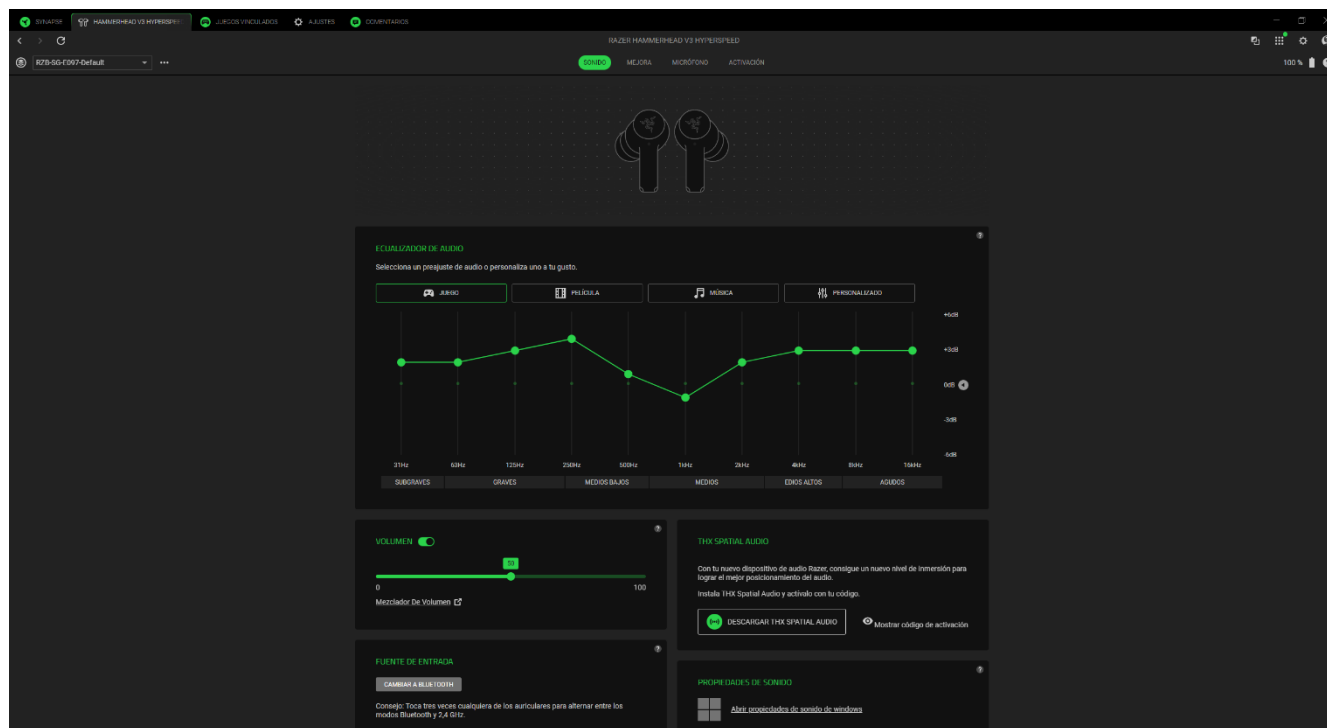 SYNAPSE
HAMMERHEAD V3 HYPERSPEE
JUEGOS VINCULADOS
AJUSTES
COMENTARIOS
RAZER HAMMERHEAD V3 HYPERSPEED
RZB-SG-E097-Default
SONIDO
MEJORA
MICRÓFONO
ACTIVACIÓN
100 %
ECUALIZADOR DE AUDIO
Selecciona un preajuste de audio o personaliza uno a tu gusto.
JUEGO
PELÍCULA
MÚSICA
PERSONALIZADO
+6dB
+3dB
0dB
-3dB
-6dB
31Hz
63Hz
125Hz
250Hz
500Hz
1kHz
2kHz
4kHz
8kHz
16kHz
SUBGRAVES
GRAVES
MEDIOS BAJOS
MEDIOS
EDIOS ALTOS
AGUDOS
VOLUMEN
50
0
100
Mezclador De Volumen
THX SPATIAL AUDIO
Con tu nuevo dispositivo de audio Razer, consigue un nuevo nivel de inmersión para
lograr el mejor posicionamiento del audio.
Instala THX Spatial Audio y actívalo con tu código.
DESCARGAR THX SPATIAL AUDIO
Mostrar código de activación
FUENTE DE ENTRADA
CAMBIAR A BLUETOOTH
Consejo: Toca tres veces cualquiera de los auriculares para alternar entre los
modos Bluetooth y 2,4 GHz.
PROPIEDADES DE SONIDO
Abrir propiedades de sonido de windows